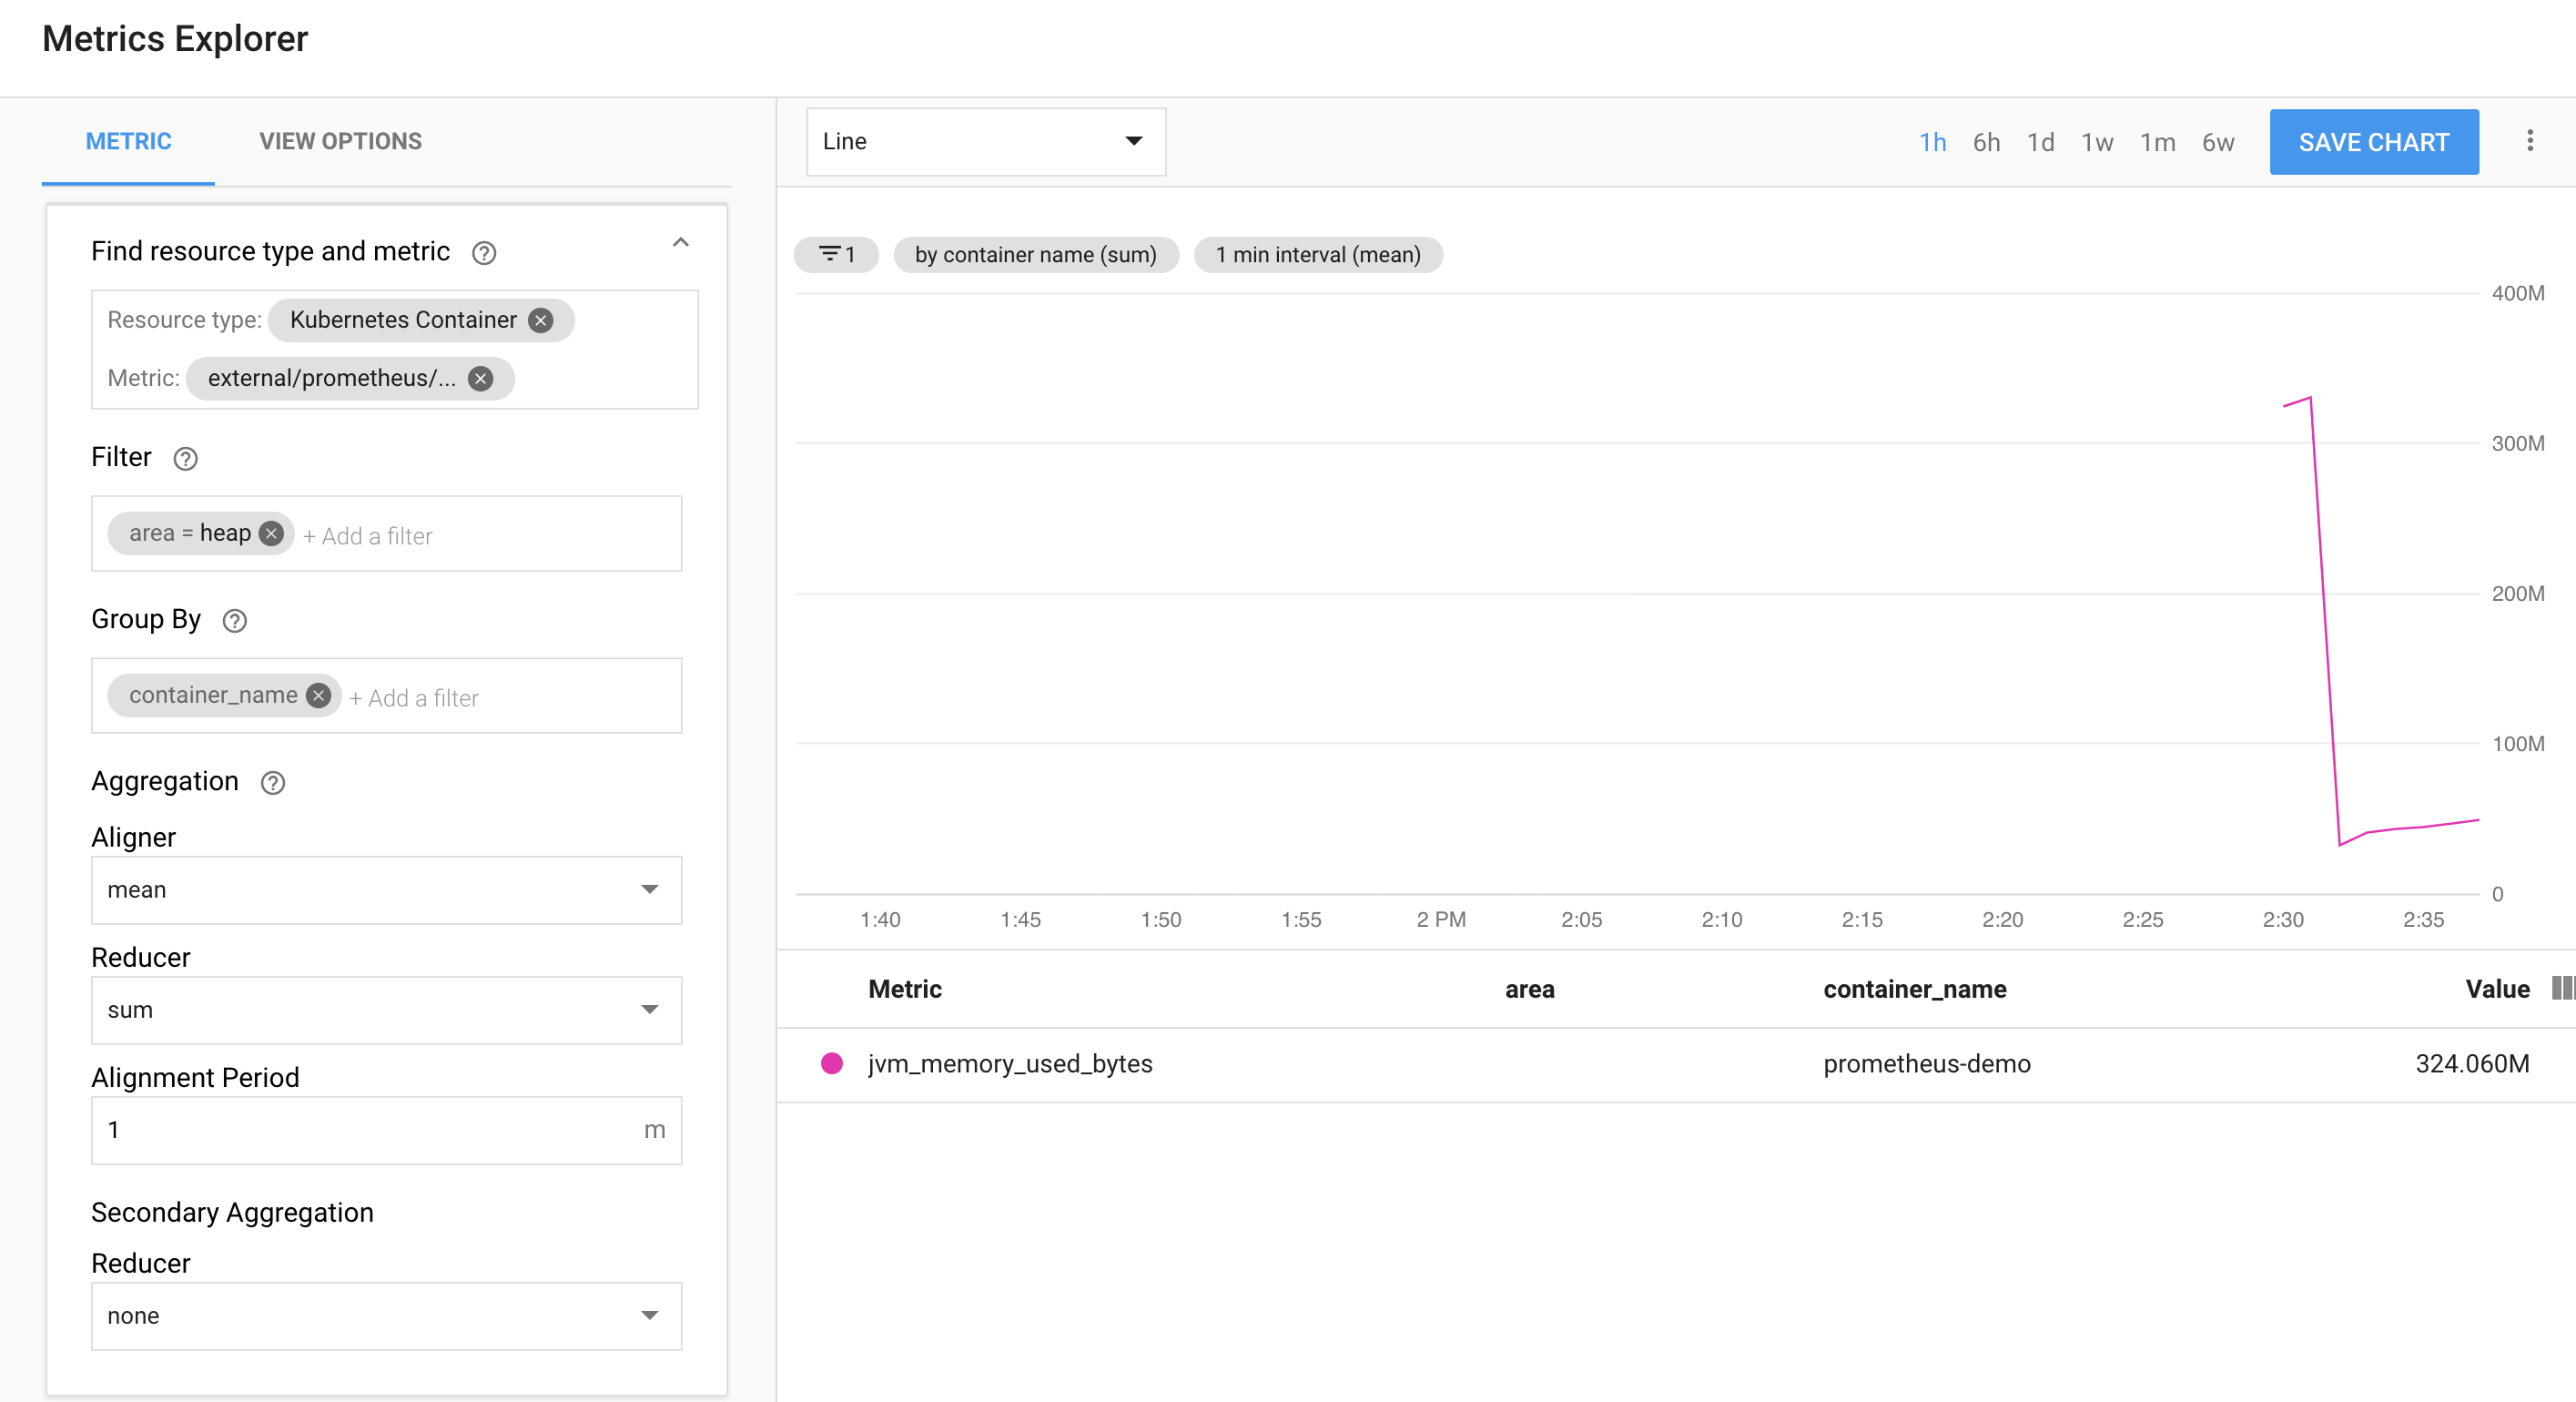 Metrics Explorer
METRIC
VIEW OPTIONS
Find resource type and metric
Resource type: Kubernetes Container
Metric: external/prometheus/...
Filter
area = heap + Add a filter
Group By
container_name + Add a filter
Aggregation
Aligner
mean
Reducer
sum
Alignment Period
1 m
Secondary Aggregation
Reducer
none
Line
1h 6h 1d 1w 1m 6w SAVE CHART
1 by container name (sum) 1 min interval (mean)
400M
300M
200M
100M
0
1:40 1:45 1:50 1:55 2 PM 2:05 2:10 2:15 2:20 2:25 2:30 2:35
Metric area container_name Value
jvm_memory_used_bytes prometheus-demo 324.060M